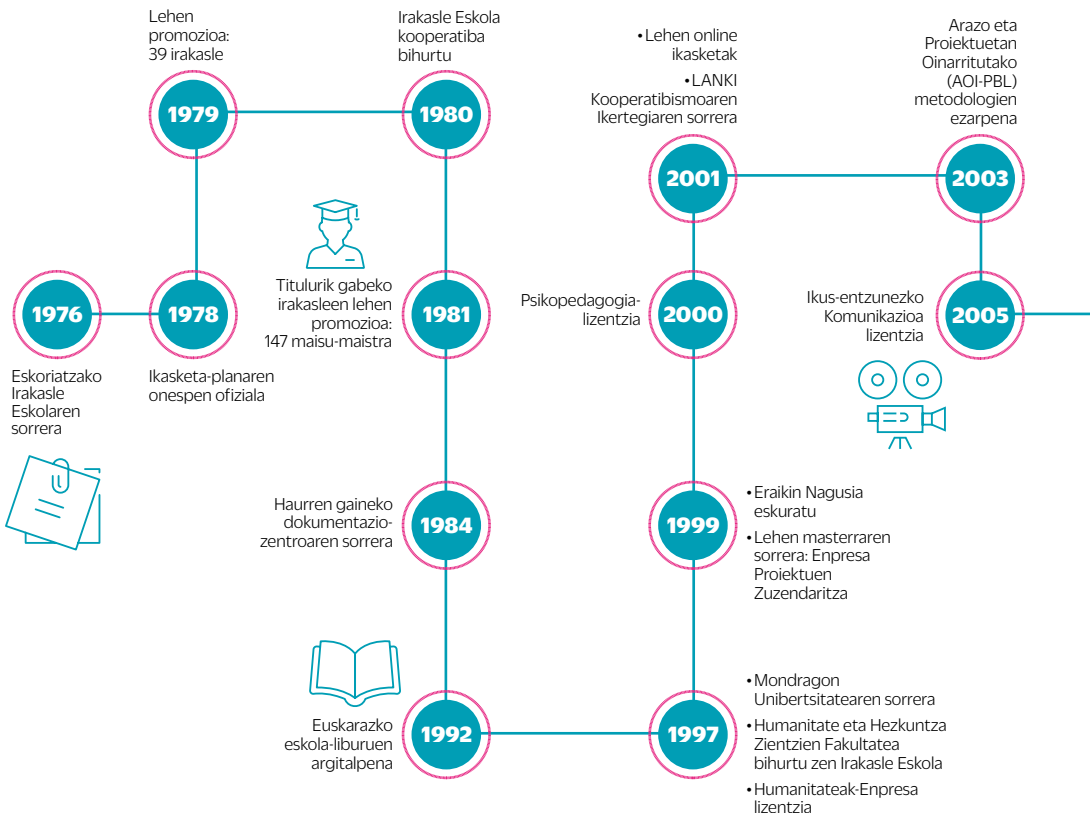 1976
Eskoriatzako
Irakasle
Eskolaren
sorrera
1978
Ikasketa-planaren
onespen ofiziala
Lehen
promozioa:
39 irakasle
1979
Irakasle Eskola
kooperatiba
bihurtu
1980
Titulurik gabeko
irakasleen lehen
promozioa:
147 maisu-maistra
1981
Haurren gaineko
dokumentazio-
zentroaren sorrera
1984
Euskarazko
eskola-liburuen
argitalpena
1992
1997
• Mondragon
Unibertsitatearen sorrera
• Humanitate eta Hezkuntza
Zientzien Fakultatea
bihurtu zen Irakasle Eskola
• Humanitateak-Enpresa
lizentzia
1999
• Eraikin Nagusia
eskuratu
• Lehen masterraren
sorrera: Enpresa
Proiektuen
Zuzendaritza
Psikopedagogia-
lizentzia
2000
• Lehen online
ikasketak
• LANKI
Kooperatibismoaren
Ikertegiaren sorrera
2001
Arazo eta
Proiektuetan
Oinarritutako
(AOI-PBL)
metodologien
ezarpena
2003
Ikus-entzunezko
Komunikazioa
lizentzia
2005